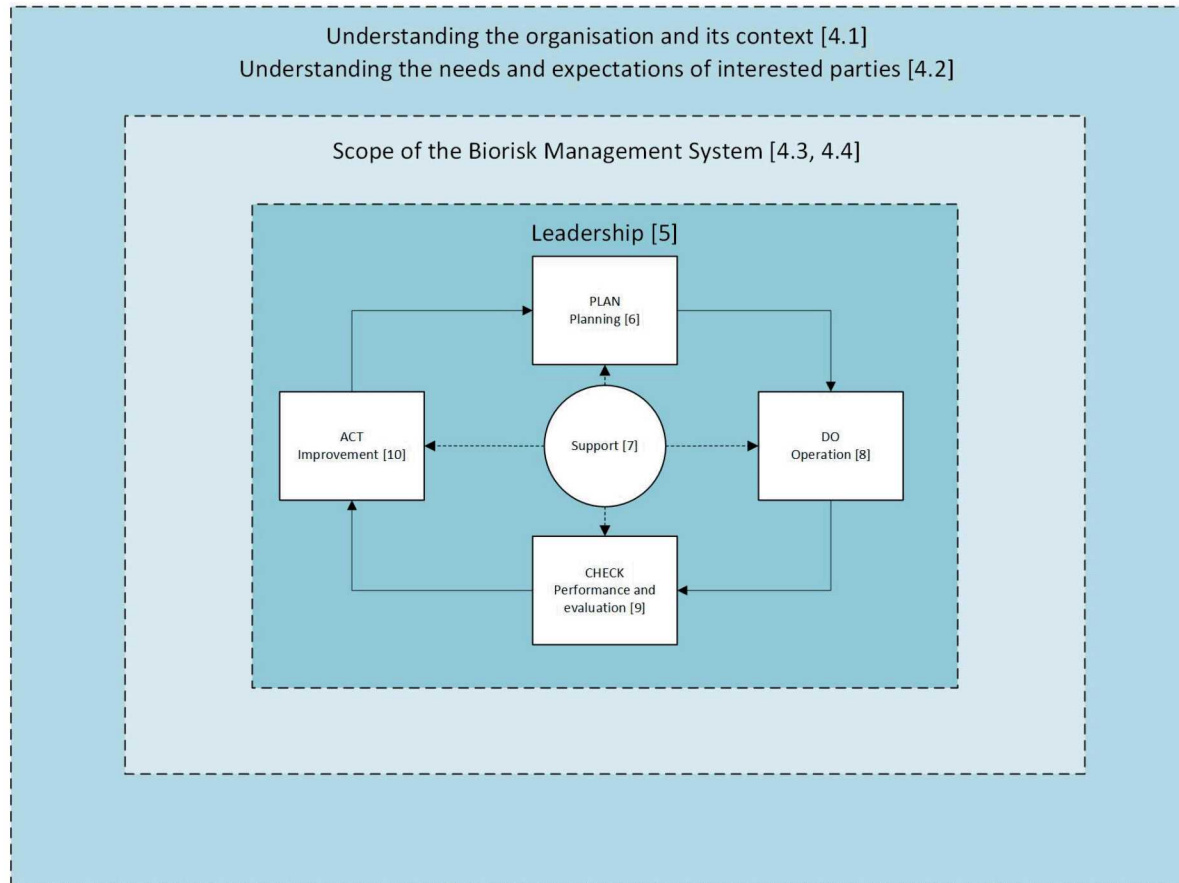 Understanding the organisation and its context [4.1]
Understanding the needs and expectations of interested parties [4.2]
Scope of the Biorisk Management System [4.3, 4.4]
Leadership [5]
PLAN
Planning [6]
ACT
Improvement [10]
Support [7]
DO
Operation [8]
CHECK
Performance and
evaluation [9]